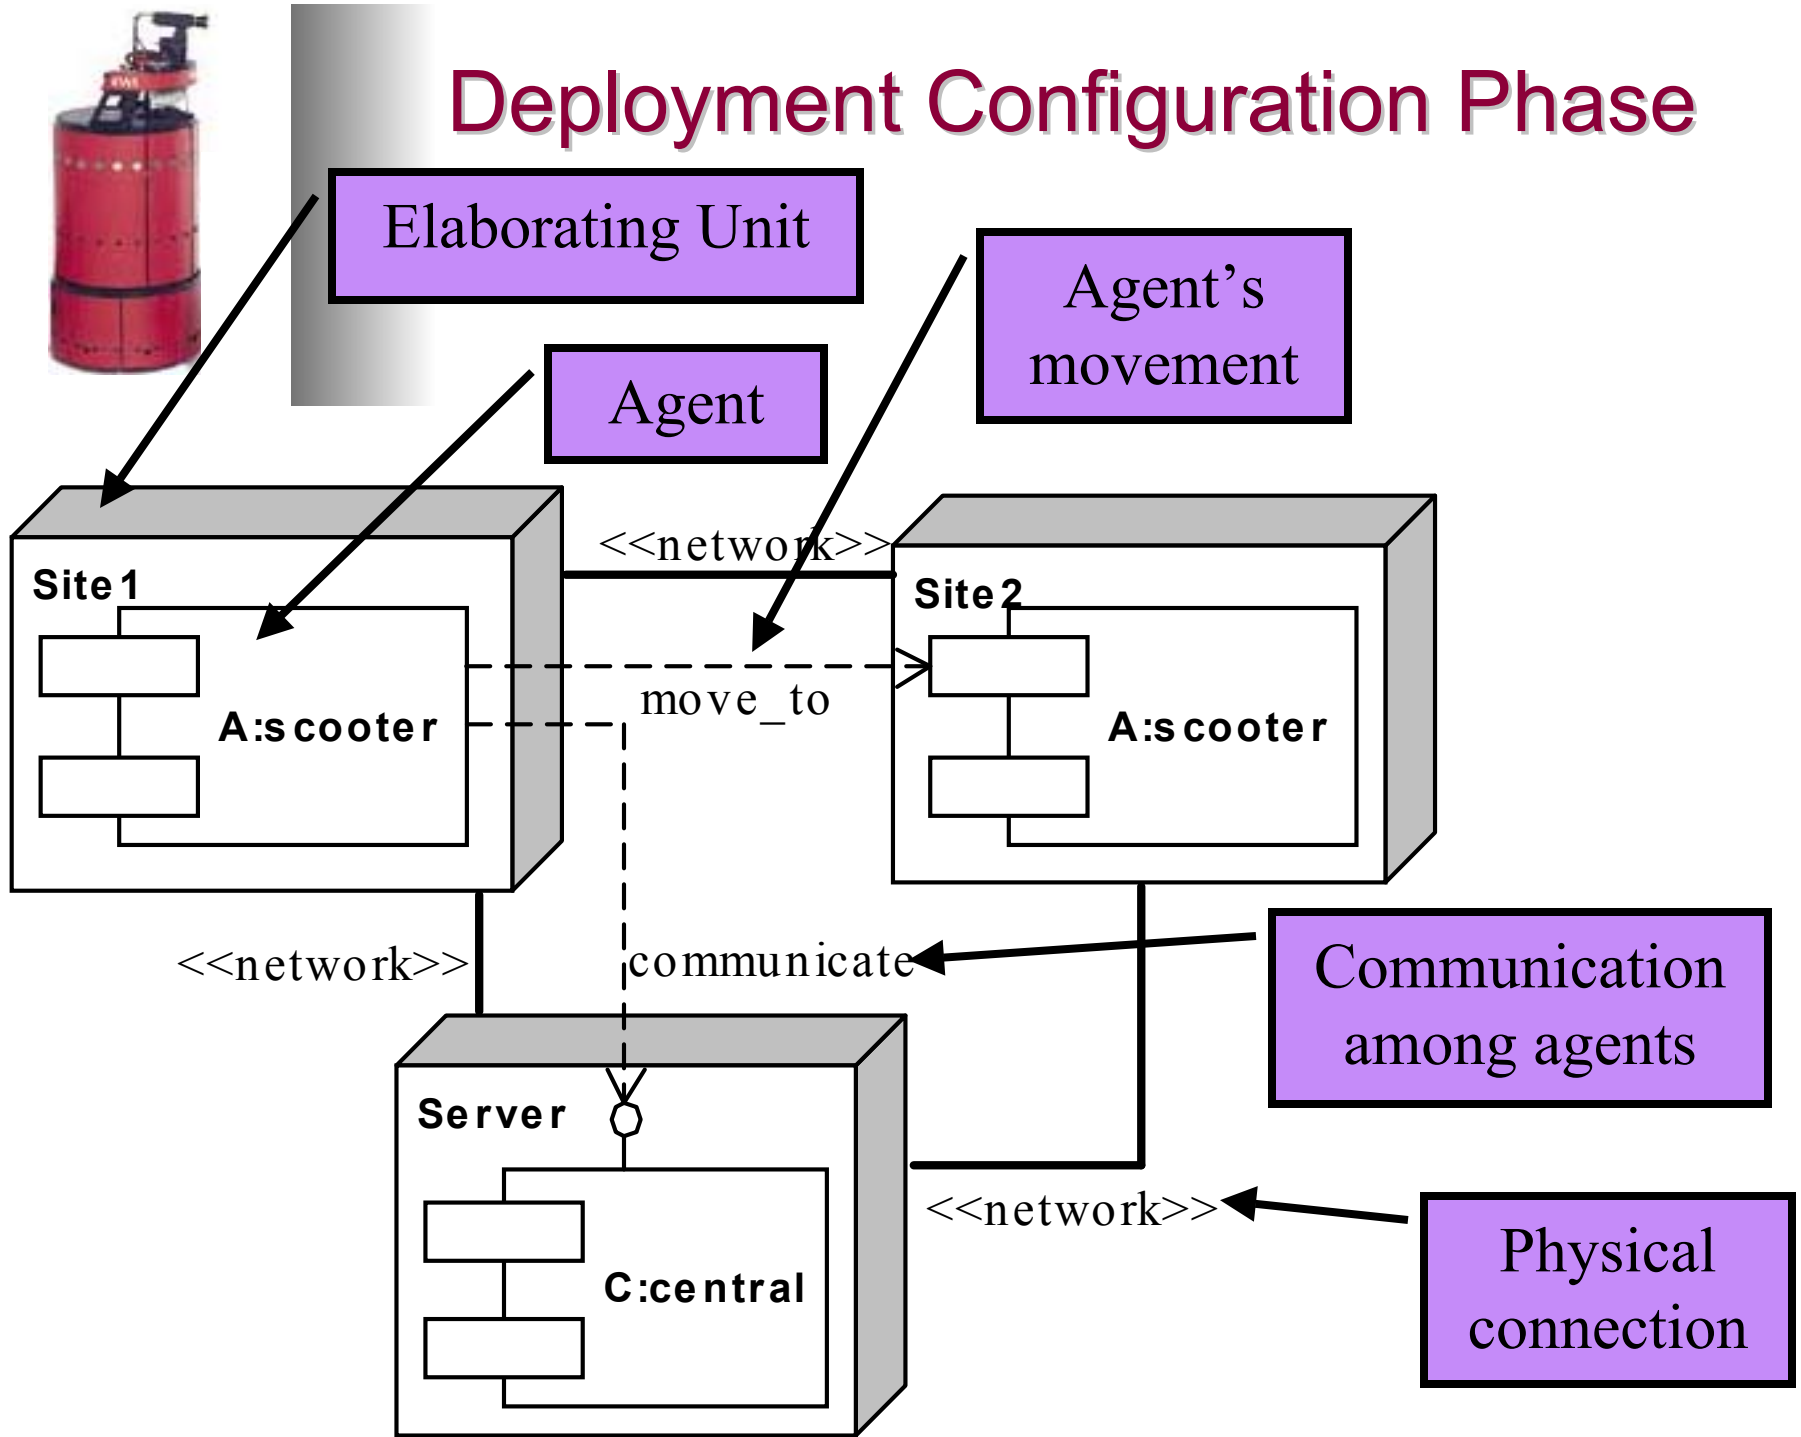 Deployment Configuration Phase
Elaborating Unit
Agent's
movement
Agent
<<network>>
Site1
Site2
move_to
A:scooter
A:scooter
<<network>>
communicate
Communication
among agents
Server
<<network>>
C:central
Physical
connection